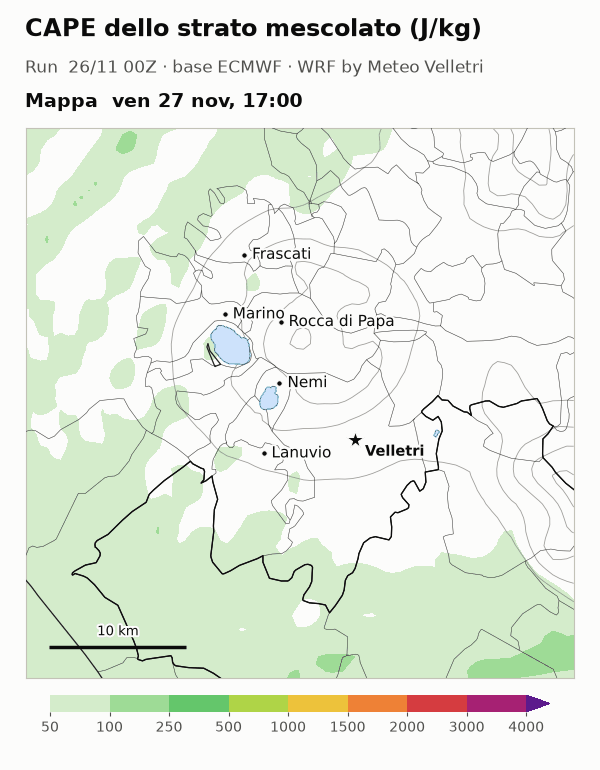 CAPE dello strato mescolato (J/kg)
Run  26/11 00Z · base ECMWF · WRF by Meteo Velletri
Mappa  ven 27 nov, 17:00
Frascati
Marino
Rocca di Papa
Nemi
Velletri
Lanuvio
10 km
50 100 250 500 1000 1500 2000 3000 4000